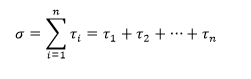 σ = ∑_{i=1}^{n} τ_i = τ_1 + τ_2 + ⋯ + τ_n